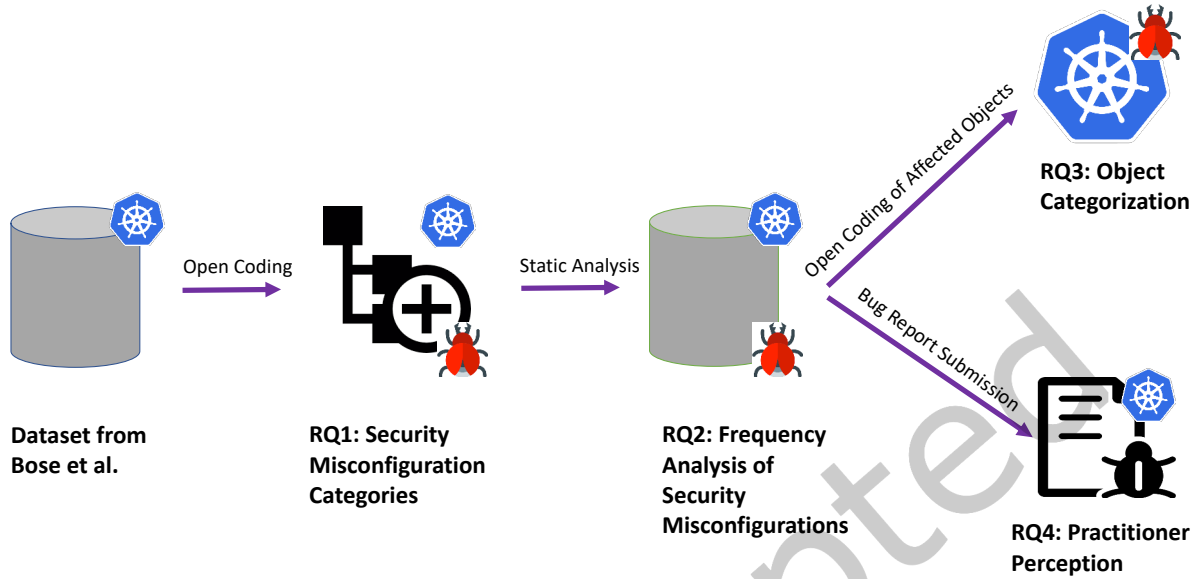 Dataset from
Bose et al.
Open Coding
RQ1: Security
Misconfiguration
Categories
Static Analysis
RQ2: Frequency
Analysis of
Security
Misconfigurations
Open Coding of Affected Objects
RQ3: Object
Categorization
Bug Report Submission
RQ4: Practitioner
Perception
pted